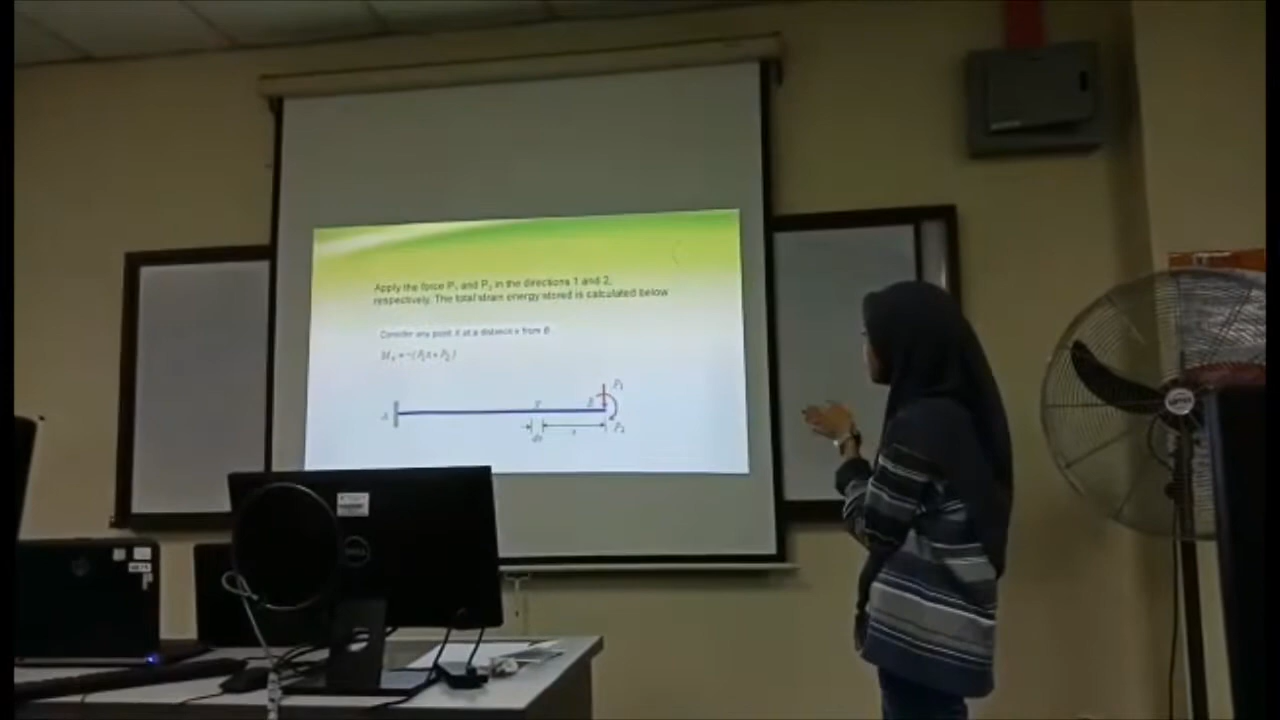 Apply the force P₁ and P₂ in the directions 1 and 2,
respectively. The total strain energy stored is calculated below
Consider any point X at a distance x from B
Mₓ = -(P₁x + P₂)
P₁
A
X
B
P₂
dx
x
DELL